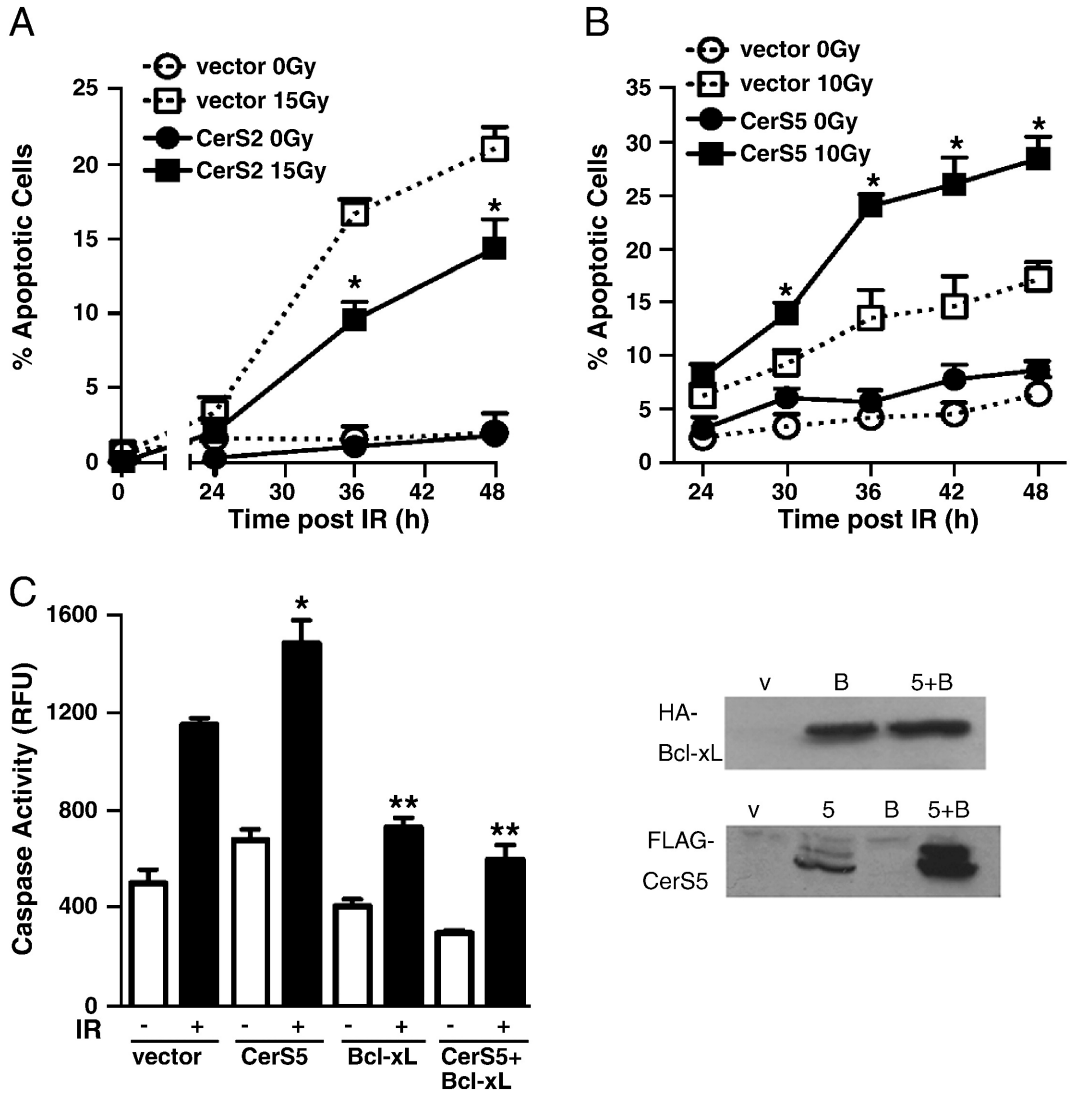 A
vector 0Gy
vector 15Gy
CerS2 0Gy
CerS2 15Gy
% Apoptotic Cells
25
20
15
10
5
0
*
*
0 24 30 36 42 48
Time post IR (h)
B
vector 0Gy
vector 10Gy
CerS5 0Gy
CerS5 10Gy
% Apoptotic Cells
35
30
25
20
15
10
5
0
*
*
*
*
24 30 36 42 48
Time post IR (h)
C
Caspase Activity (RFU)
1600
1200
800
400
0
*
**
**
IR - + - + - + - +
vector CerS5 Bcl-xL CerS5+
Bcl-xL
v B 5+B
HA-
Bcl-xL
v 5 B 5+B
FLAG-
CerS5